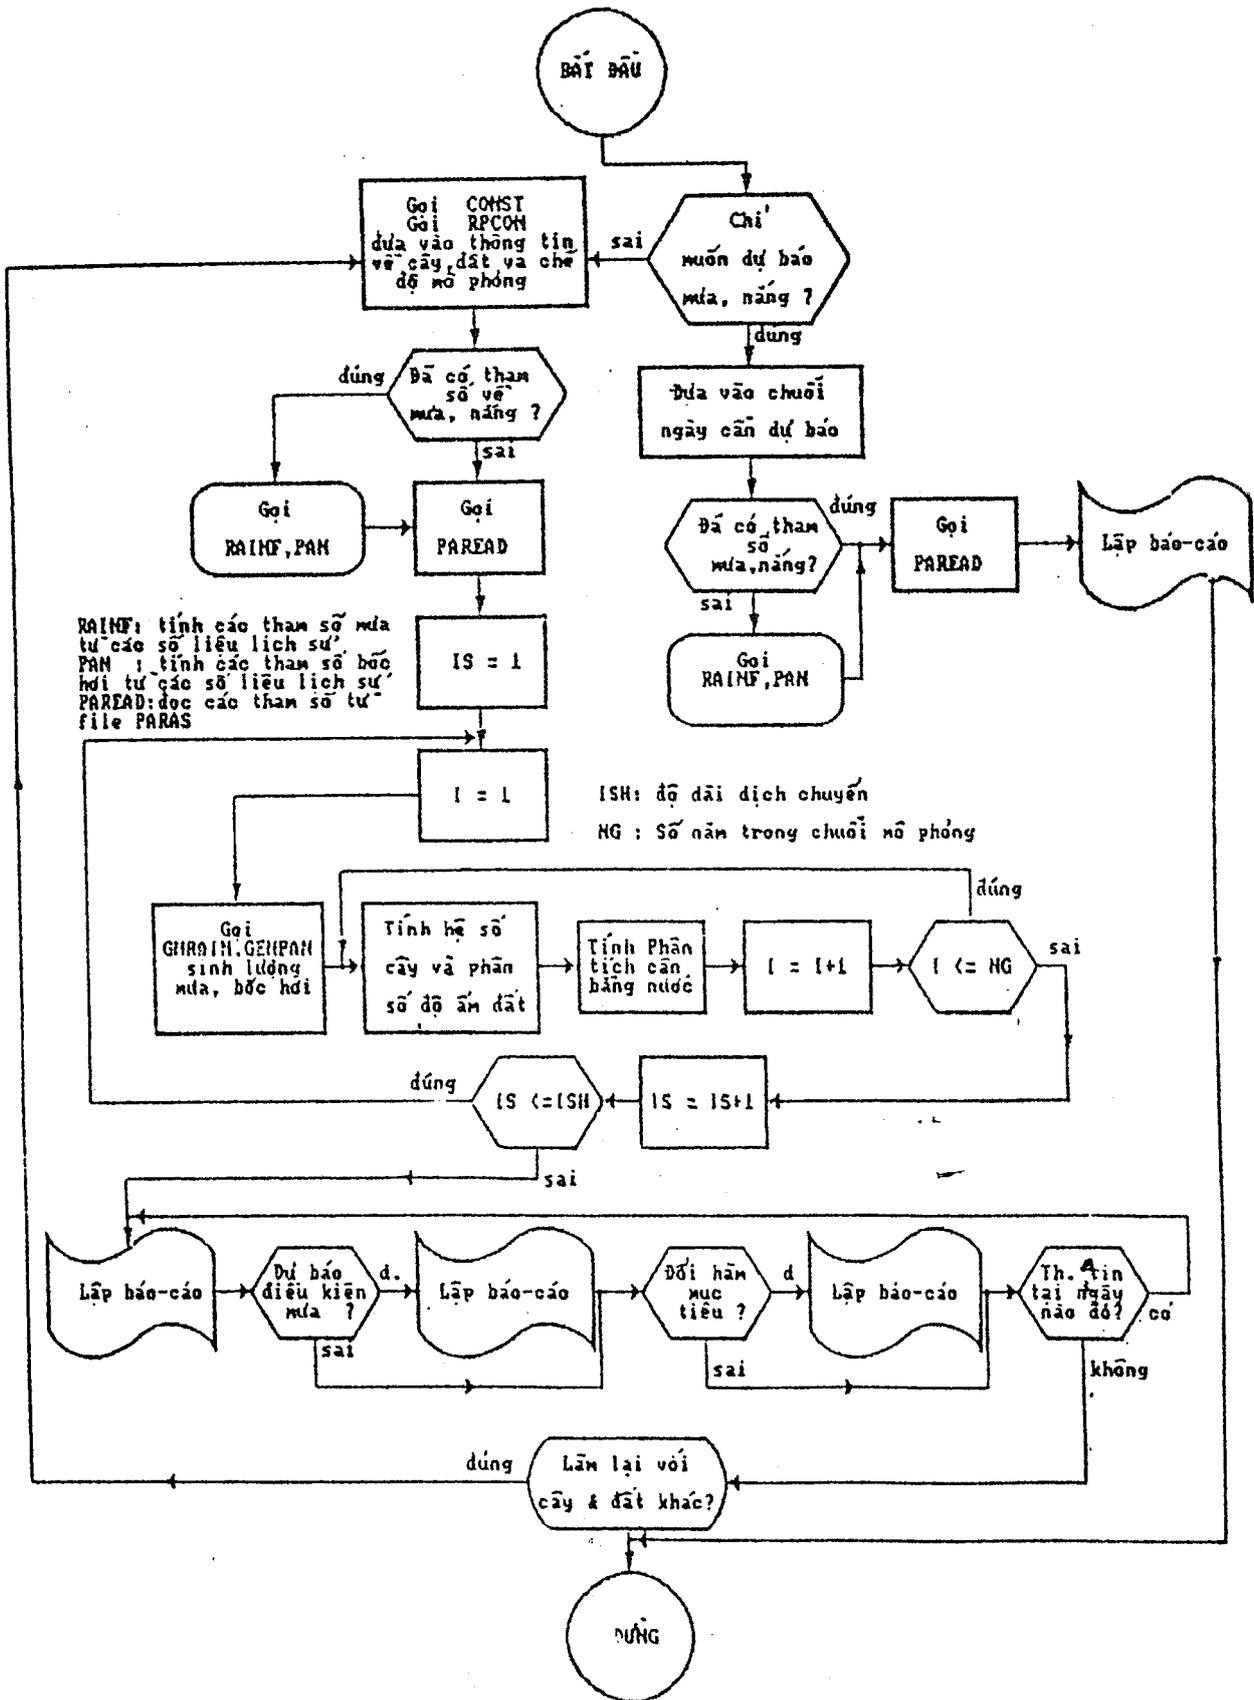 BẮT ĐẦU
Gọi CONST
Gọi RPCON
đưa vào thông tin
về cây,đất và chế
độ mô phỏng
sai
Chỉ
muốn dự báo
mưa, nắng ?
đúng
đúng
Đã có tham
số về
mưa, nắng ?
sai
Đưa vào chuỗi
ngày cần dự báo
Gọi
RAINF,PAN
Gọi
PAREAD
Đã có tham
số
mưa,nắng?
đúng
sai
Gọi
PAREAD
Lập báo-cáo
Gọi
RAINF,PAN
RAINF: tính các tham số mưa
từ các số liệu lịch sử
PAN : tính các tham số bốc
hơi từ các số liệu lịch sử
PAREAD:đọc các tham số từ
file PARAS
IS = 1
I = 1
ISH: độ dài dịch chuyển
NG : Số năm trong chuỗi mô phỏng
đúng
Gọi
GNRAIN.GENPAN
sinh lượng
mưa, bốc hơi
Tính hệ số
cây và phân
số độ ẩm đất
Tính Phân
tích cân
bằng nước
I = I+1
I <= NG
sai
đúng
IS <=ISH
IS = IS+1
sai
Lập báo-cáo
Dự báo
điều kiện
mưa ?
d.
sai
Lập báo-cáo
Đổi hàm
mục
tiêu ?
d
sai
Lập báo-cáo
Th. tin
tại ngày
nào đó?
có
không
đúng
Làm lại với
cây & đất khác?
DỪNG